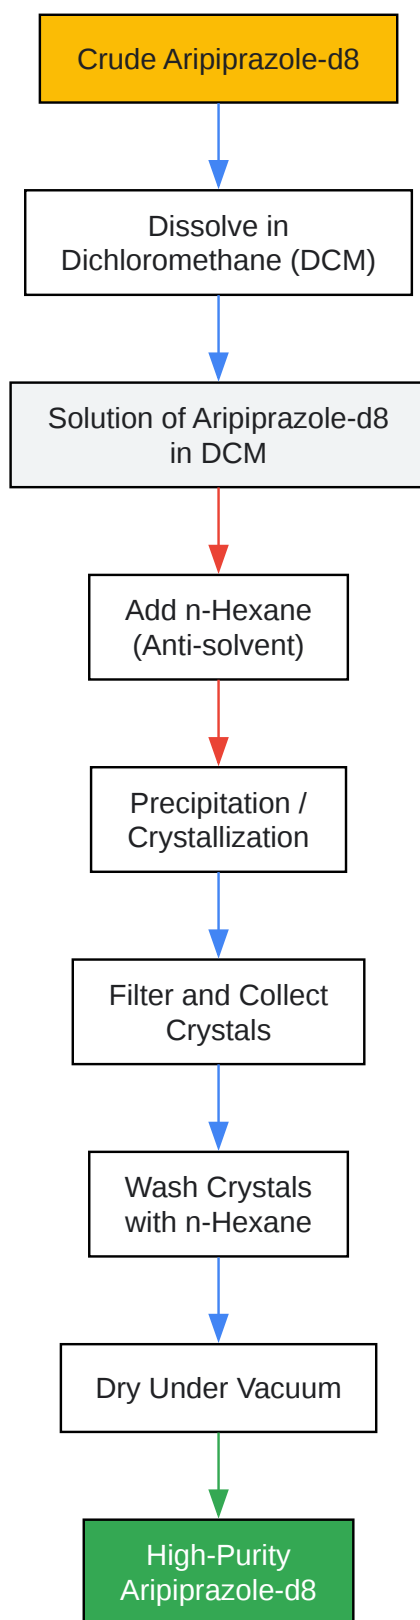 Crude Aripiprazole-d8
Dissolve in
Dichloromethane (DCM)
Solution of Aripiprazole-d8
in DCM
Add n-Hexane
(Anti-solvent)
Precipitation /
Crystallization
Filter and Collect
Crystals
Wash Crystals
with n-Hexane
Dry Under Vacuum
High-Purity
Aripiprazole-d8